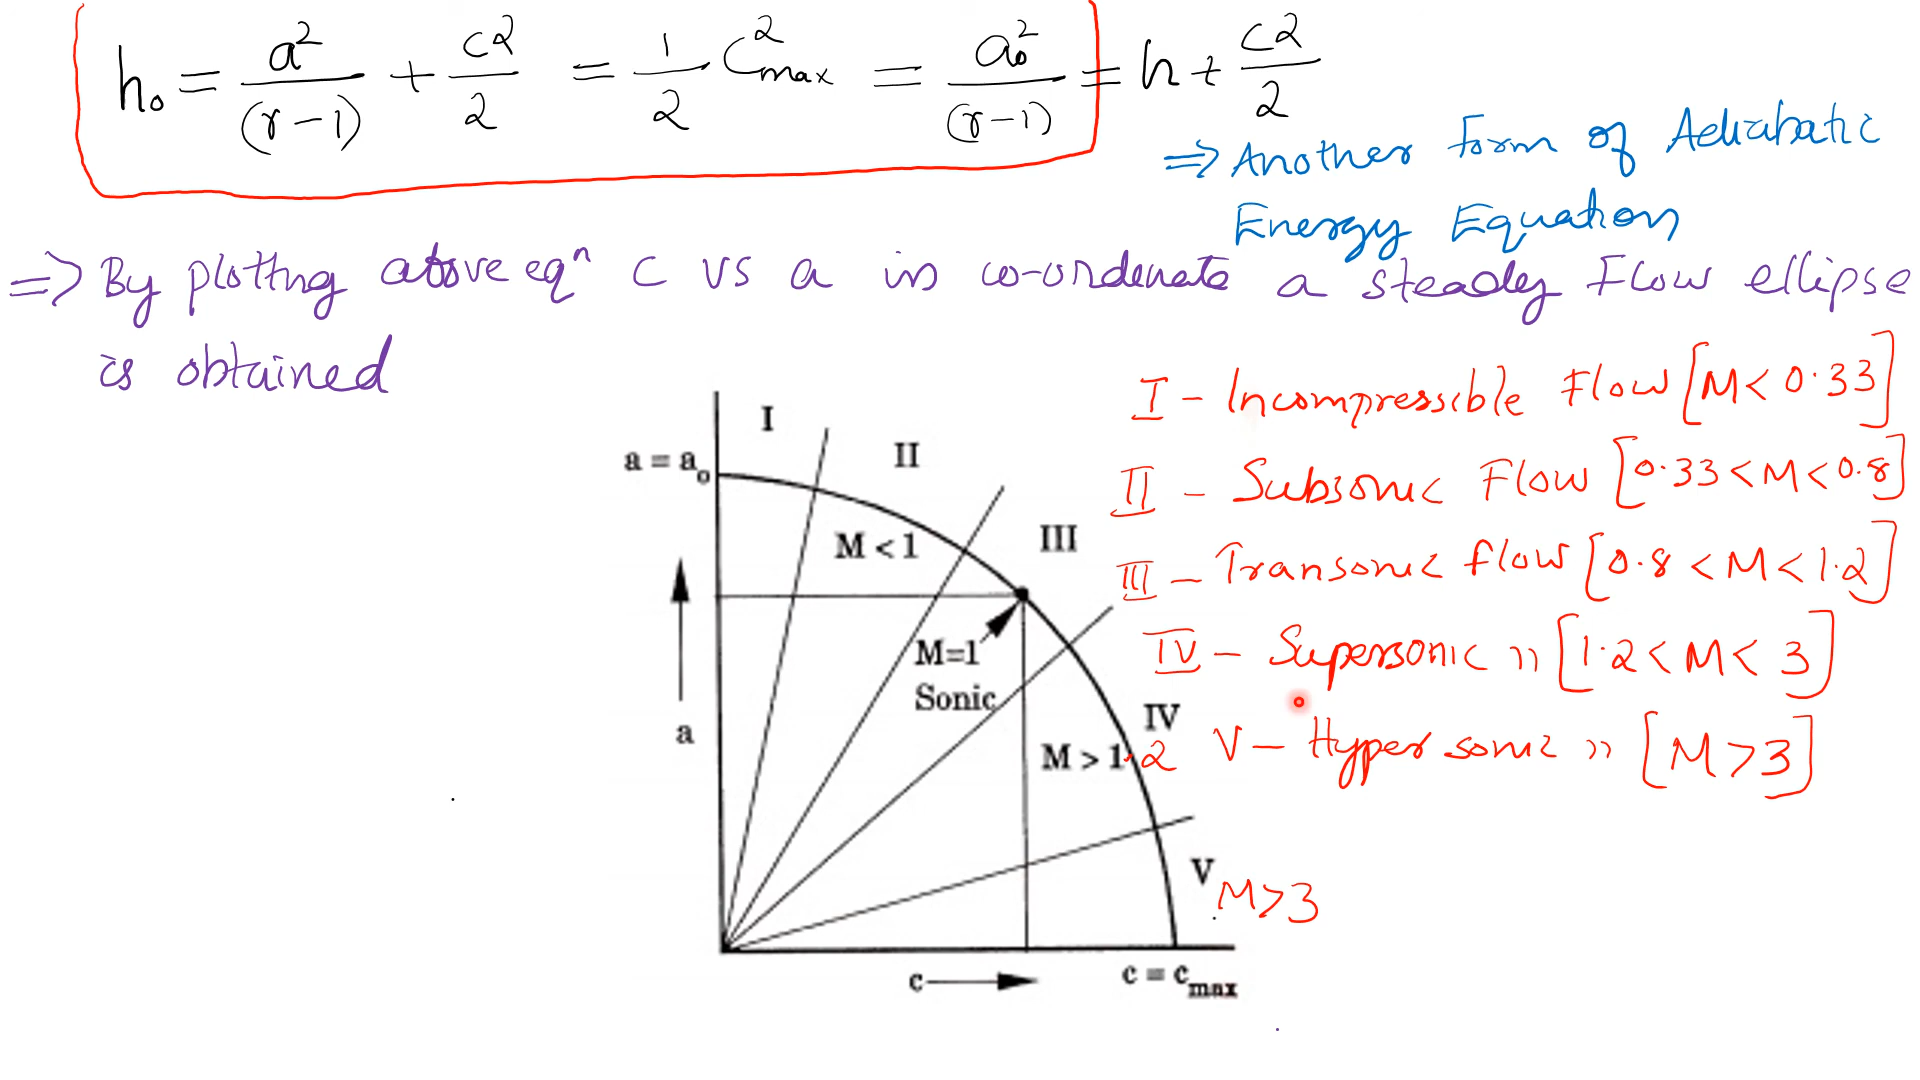 h₀ = a²/(γ-1) + c²/2 = 1/2 C²max = a₀²/(γ-1) = h + c²/2
=> Another Form of Adiabatic
Energy Equation
=> By plotting above eqⁿ C vs a in co-ordenate a steady Flow ellipse
is obtained
I - Incompressible Flow [M < 0.33]
II - Subsonic Flow [0.33 < M < 0.8]
III - Transonic flow [0.8 < M < 1.2]
IV - Supersonic " [1.2 < M < 3]
V - Hyper sonic " [M > 3]
I
II
a = a₀
III
M < 1
M=1
Sonic
IV
a
M > 1.2
V
M>3
c
c = cmax